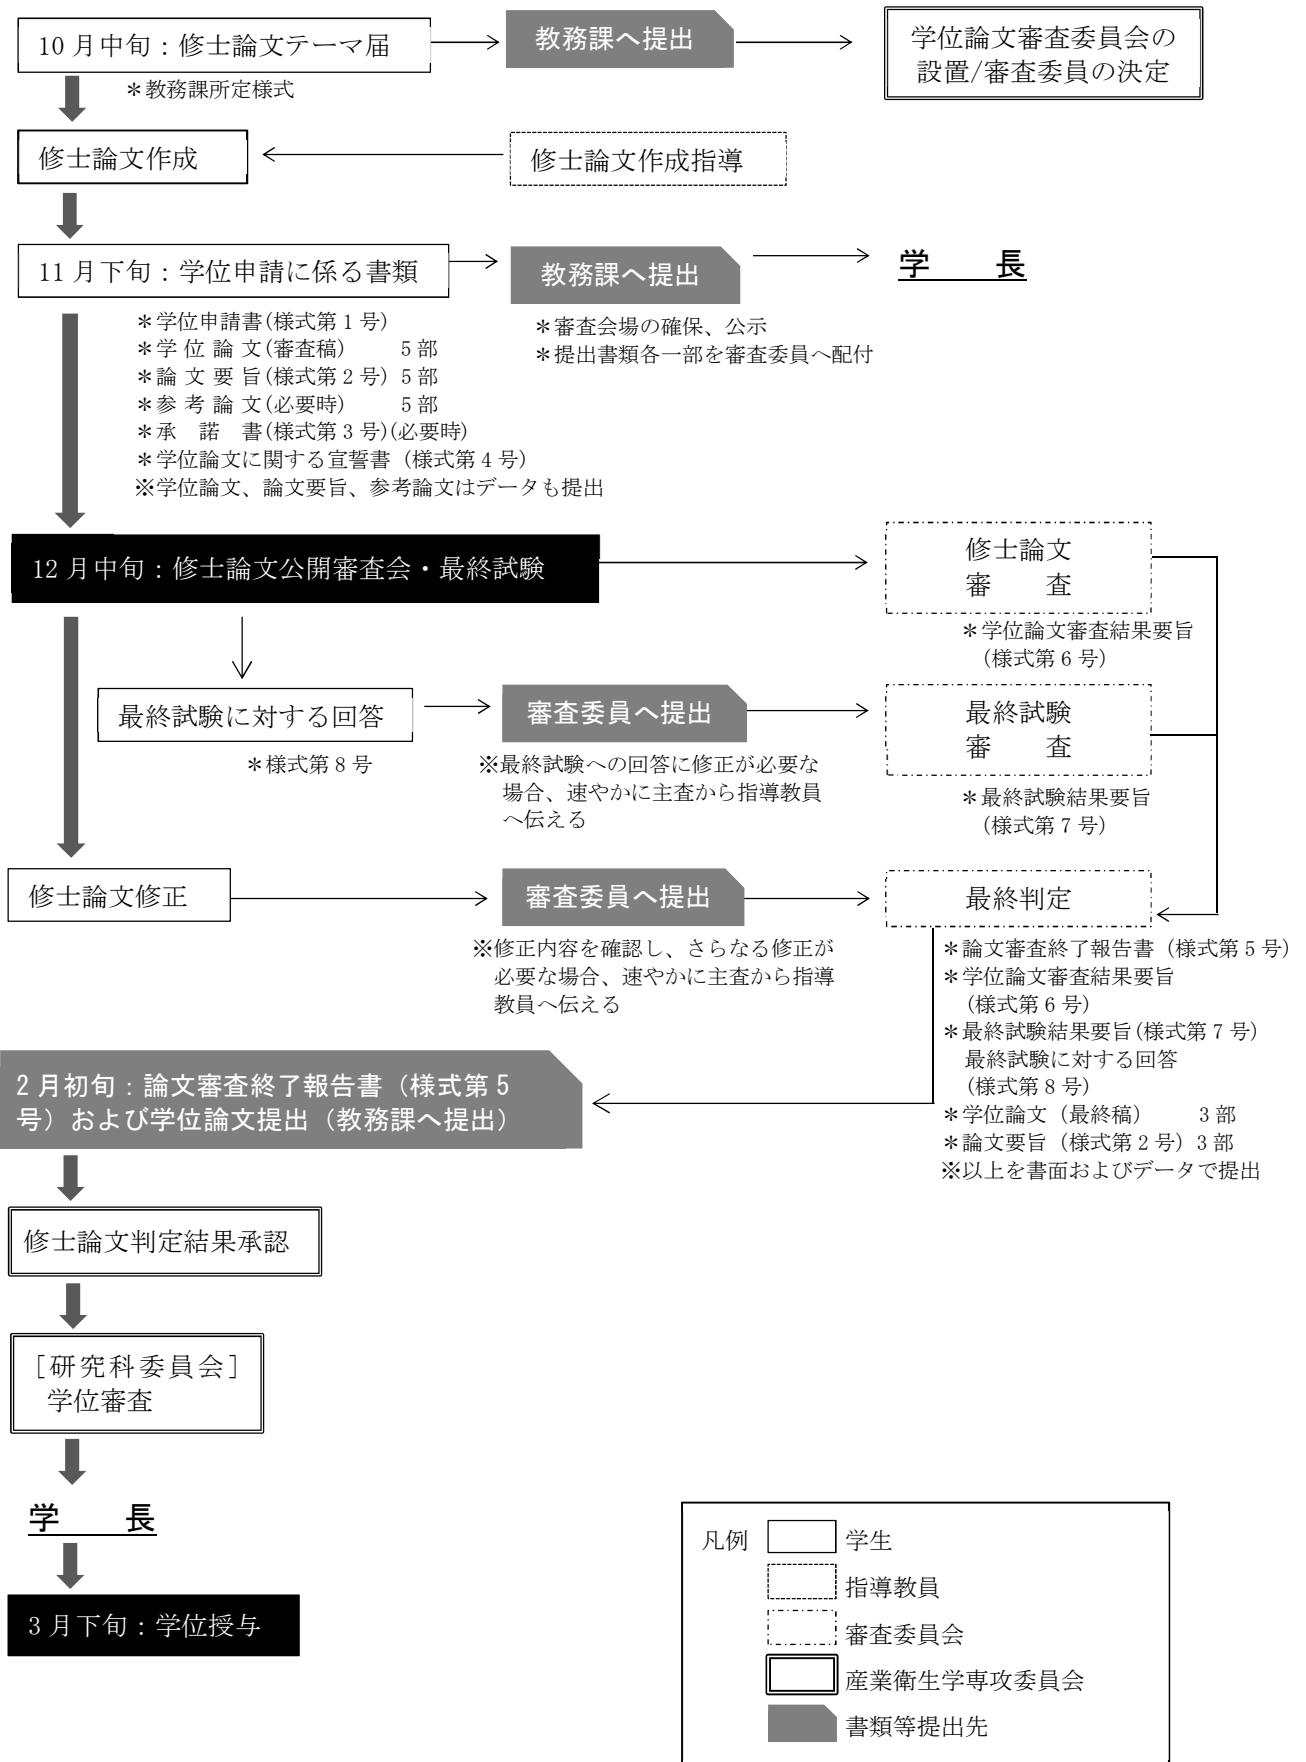 10月中旬：修士論文テーマ届
教務課へ提出
学位論文審査委員会の
設置/審査委員の決定
＊教務課所定様式
修士論文作成
修士論文作成指導
11月下旬：学位申請に係る書類
教務課へ提出
学　　長
＊学位申請書(様式第1号)
＊学 位 論 文(審査稿)　　5部
＊論 文 要 旨(様式第2号) 5部
＊参 考 論 文(必要時)　　5部
＊承　諾　書(様式第3号)(必要時)
＊学位論文に関する宣誓書（様式第4号)
※学位論文、論文要旨、参考論文はデータも提出
＊審査会場の確保、公示
＊提出書類各一部を審査委員へ配付
12月中旬：修士論文公開審査会・最終試験
修士論文
審　　査
＊学位論文審査結果要旨
(様式第6号)
最終試験に対する回答
＊様式第8号
審査委員へ提出
※最終試験への回答に修正が必要な
場合、速やかに主査から指導教員
へ伝える
最終試験
審　　査
＊最終試験結果要旨
(様式第7号)
修士論文修正
審査委員へ提出
※修正内容を確認し、さらなる修正が
必要な場合、速やかに主査から指導
教員へ伝える
最終判定
＊論文審査終了報告書（様式第5号)
＊学位論文審査結果要旨
(様式第6号)
＊最終試験結果要旨(様式第7号)
最終試験に対する回答
(様式第8号)
＊学位論文（最終稿）　　3部
＊論文要旨（様式第2号）3部
※以上を書面およびデータで提出
2月初旬：論文審査終了報告書（様式第5
号）および学位論文提出（教務課へ提出）
修士論文判定結果承認
［研究科委員会］
学位審査
学　　長
3月下旬：学位授与
凡例
学生
指導教員
審査委員会
産業衛生学専攻委員会
書類等提出先